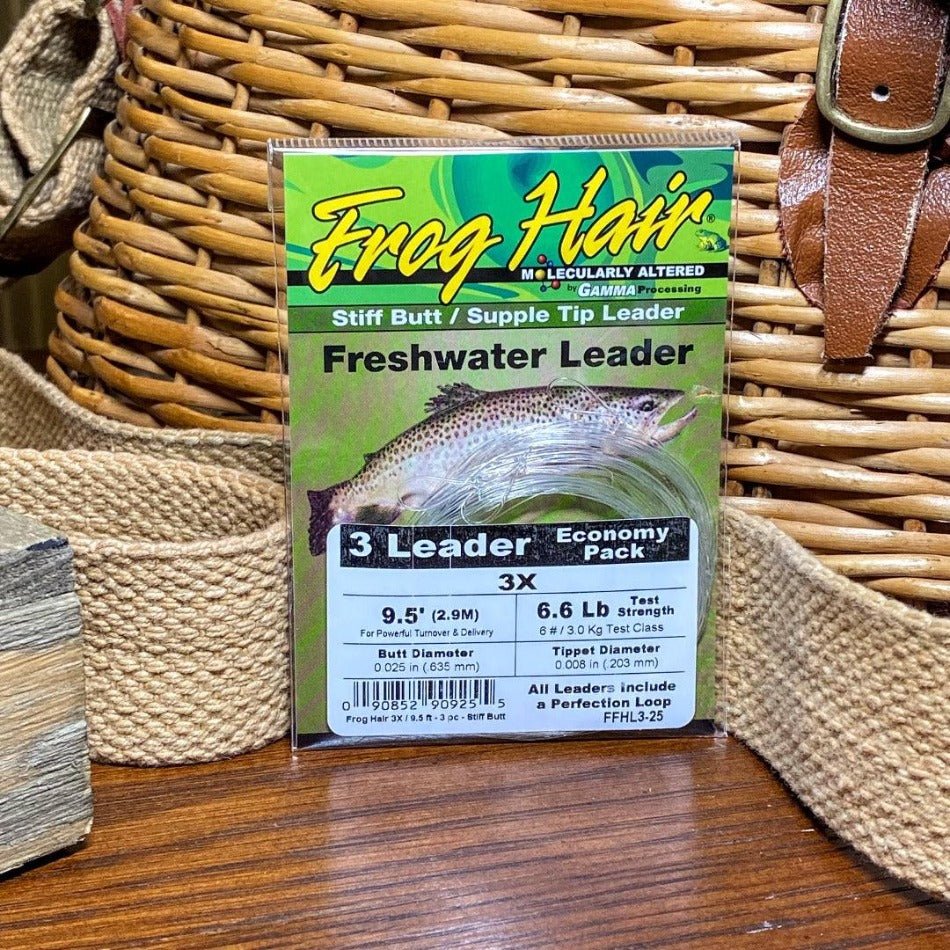 Frog Hair®
MOLECULARLY ALTERED
by GAMMA Processing
Stiff Butt / Supple Tip Leader
Freshwater Leader
3 Leader Economy Pack
3X
9.5' (2.9M)
For Powerful Turnover & Delivery
6.6 Lb Test Strength
6 # / 3.0 Kg Test Class
Butt Diameter
0.025 in (.635 mm)
Tippet Diameter
0.008 in (.203 mm)
0 90852 90925 5
Frog Hair 3X / 9.5 ft - 3 pc - Stiff Butt
All Leaders Include
a Perfection Loop
FFHL3-25